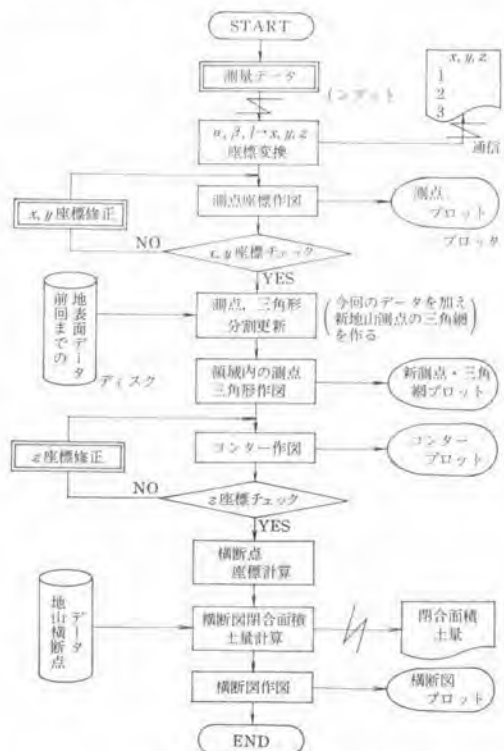 START
測量データ
インプット
x, y, z
1
2
3
通信
α, β, l→x, y, z
座標変換
測点座標作図
測点
プロット
プロッタ
x, y 座標修正
NO
x, y 座標チェック
YES
前回までの
地表面データ
ディスク
測点, 三角形
分割更新
(今回のデータを加え
新地山測点の三角網
を作る)
領域内の測点
三角形作図
新測点・三角
網プロット
コンター作図
コンター
プロット
z 座標修正
NO
z 座標チェック
YES
横断点
座標計算
地山横断点
データ
横断図閉合面積
土量計算
閉合面積
土量
横断図作図
横断図
プロット
END